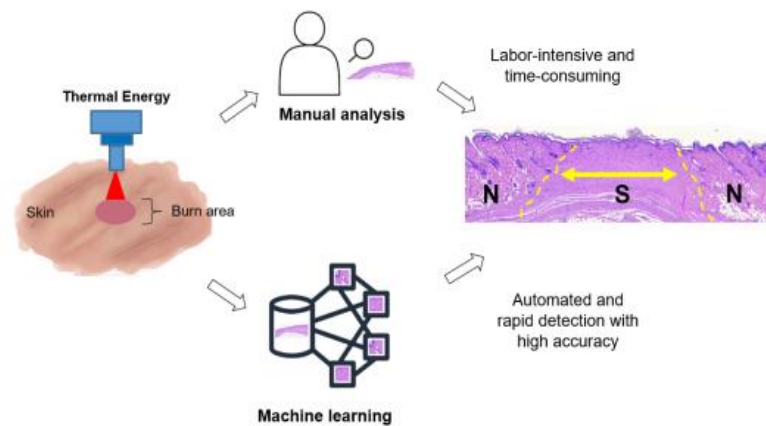 Thermal Energy
Skin
Burn area
Manual analysis
Labor-intensive and
time-consuming
N
S
N
Machine learning
Automated and
rapid detection with
high accuracy